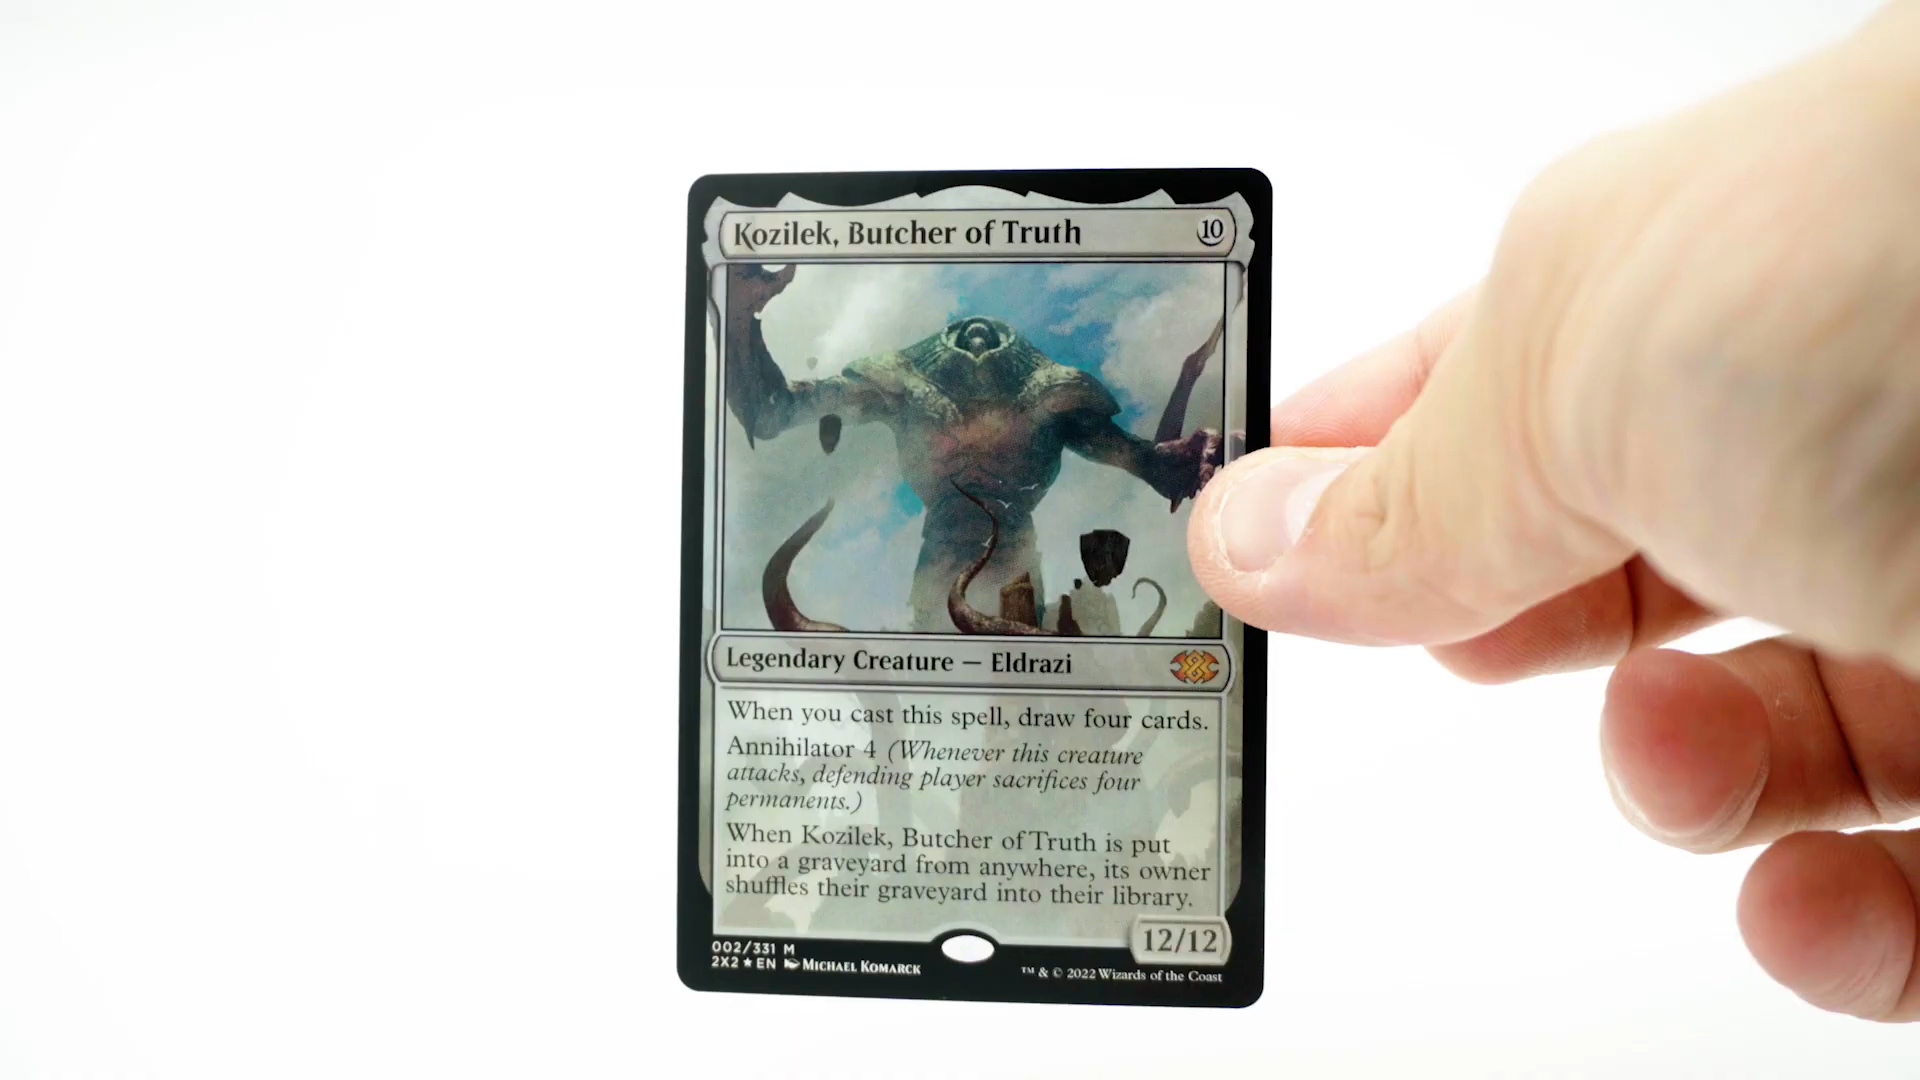 Kozilek, Butcher of Truth 10
Legendary Creature — Eldrazi
When you cast this spell, draw four cards.
Annihilator 4 (Whenever this creature
attacks, defending player sacrifices four
permanents.)
When Kozilek, Butcher of Truth is put
into a graveyard from anywhere, its owner
shuffles their graveyard into their library.
12/12
002/331 M
2X2★EN MICHAEL KOMARCK
™ & © 2022 Wizards of the Coast